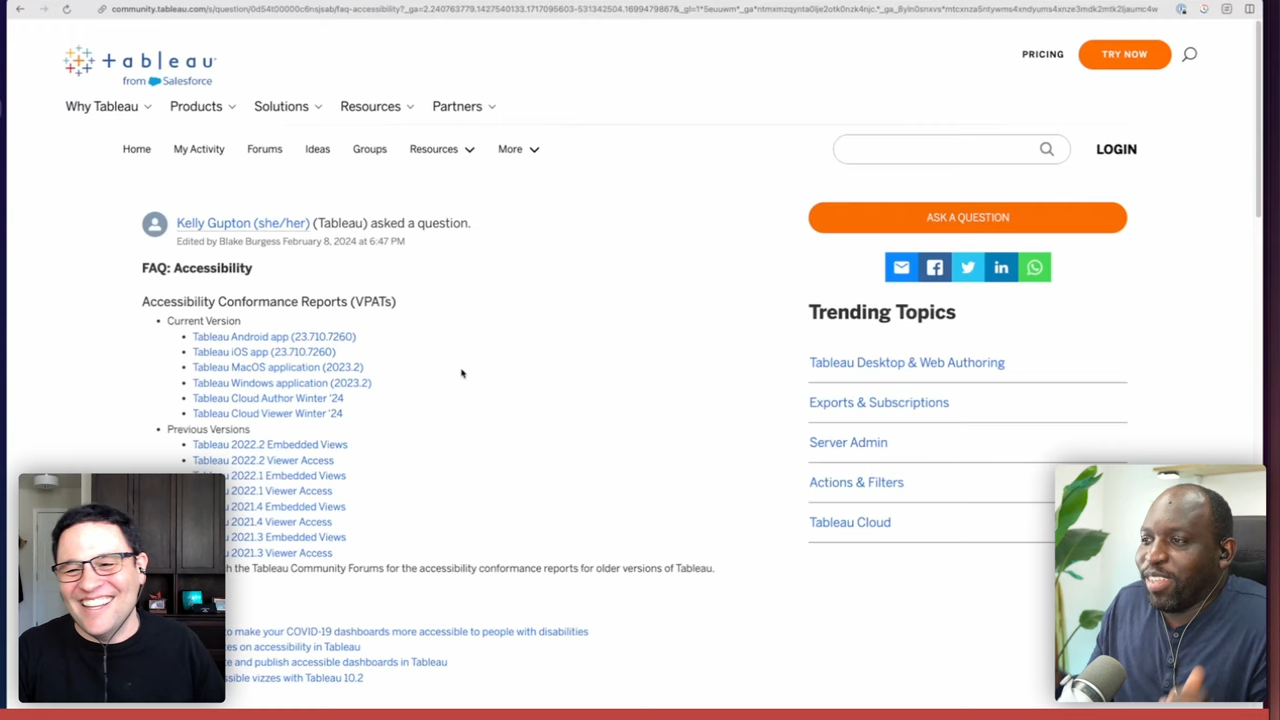 community.tableau.com/s/question/0d54t00000c6nsjsab/faq-accessibility?
PRICING
TRY NOW
+ableau
from Salesforce
Why Tableau
Products
Solutions
Resources
Partners
Home
My Activity
Forums
Ideas
Groups
Resources
More
LOGIN
Kelly Gupton (she/her) (Tableau) asked a question.
Edited by Blake Burgess February 8, 2024 at 6:47 PM
ASK A QUESTION
FAQ: Accessibility
Accessibility Conformance Reports (VPATs)
Current Version
Tableau Android app (23.710.7260)
Tableau iOS app (23.710.7260)
Tableau MacOS application (2023.2)
Tableau Windows application (2023.2)
Tableau Cloud Author Winter '24
Tableau Cloud Viewer Winter '24
Previous Versions
Tableau 2022.2 Embedded Views
Tableau 2022.2 Viewer Access
2022.1 Embedded Views
2022.1 Viewer Access
2021.4 Embedded Views
2021.4 Viewer Access
2021.3 Embedded Views
2021.3 Viewer Access
the Tableau Community Forums for the accessibility conformance reports for older versions of Tableau.
to make your COVID-19 dashboards more accessible to people with disabilities
on accessibility in Tableau
and publish accessible dashboards in Tableau
vizzes with Tableau 10.2
Trending Topics
Tableau Desktop & Web Authoring
Exports & Subscriptions
Server Admin
Actions & Filters
Tableau Cloud